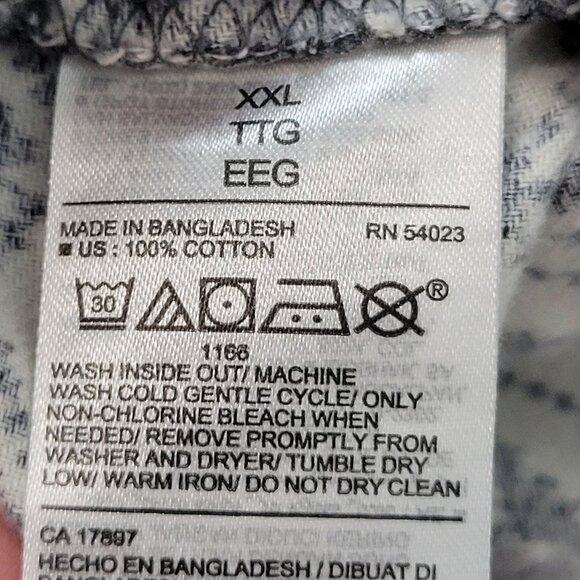 XXL
TTG
EEG
MADE IN BANGLADESH RN 54023
US : 100% COTTON
30 ®
1166
WASH INSIDE OUT/ MACHINE
WASH COLD GENTLE CYCLE/ ONLY
NON-CHLORINE BLEACH WHEN
NEEDED/ REMOVE PROMPTLY FROM
WASHER AND DRYER/ TUMBLE DRY
LOW/ WARM IRON/ DO NOT DRY CLEAN
CA 17897
HECHO EN BANGLADESH / DIBUAT DI